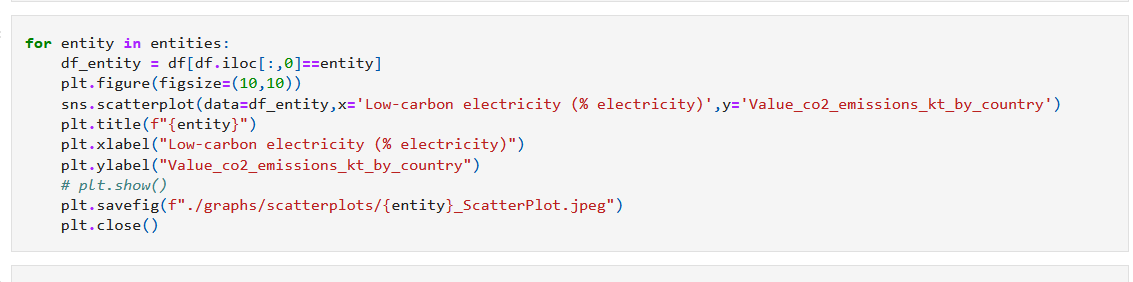 for entity in entities:
    df_entity = df[df.iloc[:,0]==entity]
    plt.figure(figsize=(10,10))
    sns.scatterplot(data=df_entity,x='Low-carbon electricity (% electricity)',y='Value_co2_emissions_kt_by_country')
    plt.title(f"{entity}")
    plt.xlabel("Low-carbon electricity (% electricity)")
    plt.ylabel("Value_co2_emissions_kt_by_country")
    # plt.show()
    plt.savefig(f"./graphs/scatterplots/{entity}_ScatterPlot.jpeg")
    plt.close()